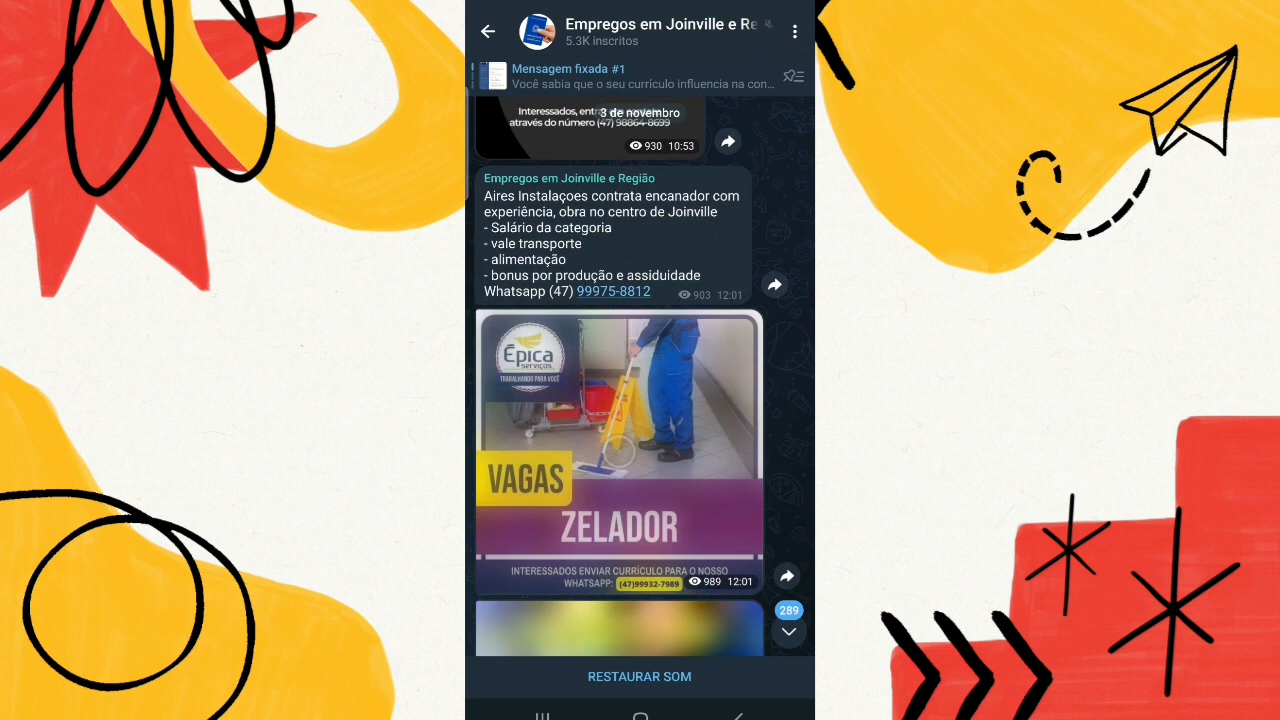 Empregos em Joinville e Re
5.3K inscritos
Mensagem fixada #1
Você sabia que o seu currículo influencia na con...
3 de novembro
Interessados, ent
através do número (47) 98864-8699
930 10:53
Empregos em Joinville e Região
Aires Instalaçoes contrata encanador com
experiência, obra no centro de Joinville
- Salário da categoria
- vale transporte
- alimentação
- bonus por produção e assiduidade
Whatsapp (47) 99975-8812
903 12:01
Épica
serviços
TRABALHANDO PARA VOCÊ
VAGAS
ZELADOR
INTERESSADOS ENVIAR CURRÍCULO PARA O NOSSO
WHATSAPP: (47)99932-7989
989 12:01
289
RESTAURAR SOM